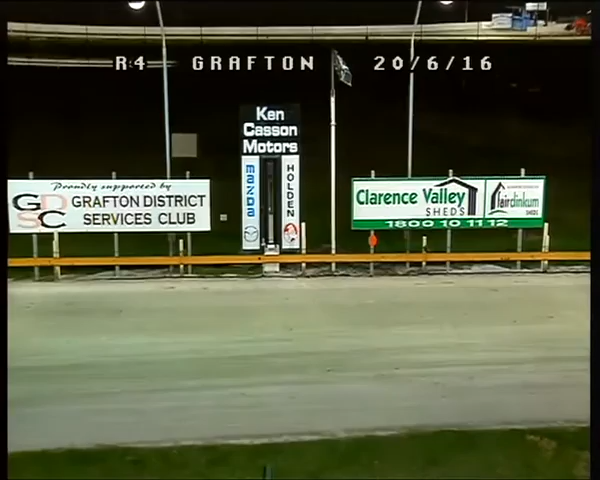 R4 GRAFTON 20/6/16
Ken
Casson
Motors
mazda
HOLDEN
Proudly supported by
GDSC
GRAFTON DISTRICT
SERVICES CLUB
Clarence Valley
SHEDS
fairdinkum
SHEDS
1800 10 11 12